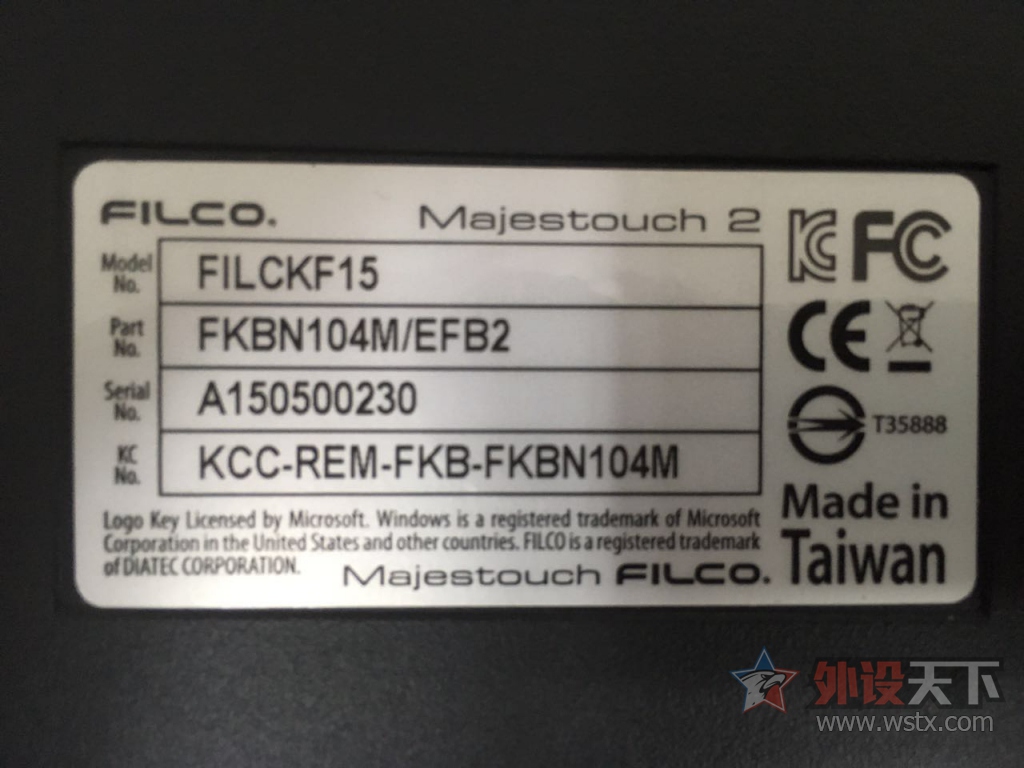 FILCO. Majestouch 2
Model No. FILCKF15
Part No. FKBN104M/EFB2
Serial No. A150500230
KC No. KCC-REM-FKB-FKBN104M
KC FC
CE
T35888
Made in
Taiwan
Logo Key Licensed by Microsoft. Windows is a registered trademark of Microsoft
Corporation in the United States and other countries. FILCO is a registered trademark
of DIATEC CORPORATION.
Majestouch FILCO.
外设天下
www.wstx.com